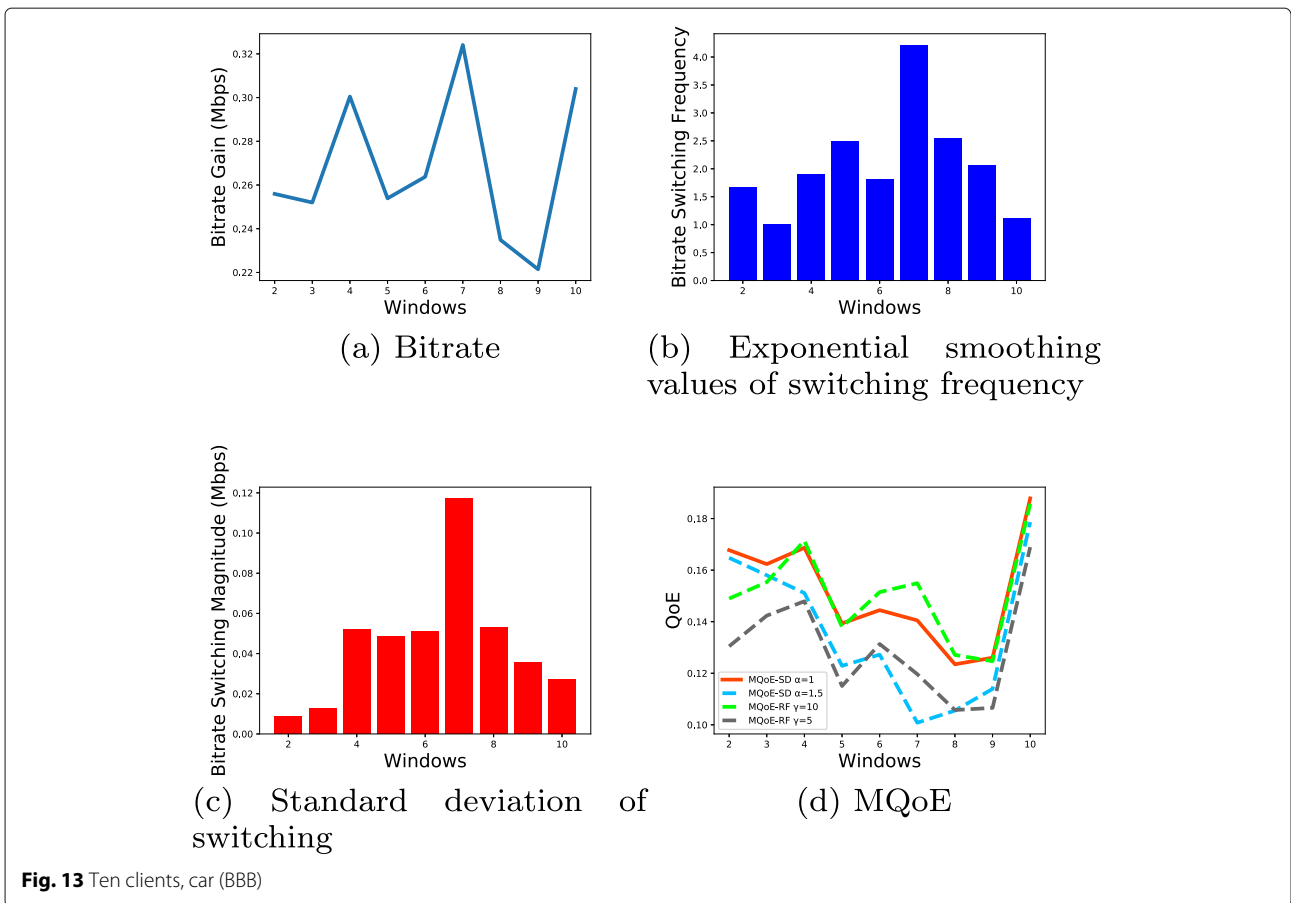 Bitrate Gain (Mbps)
0.32
0.30
0.28
0.26
0.24
0.22
2 3 4 5 6 7 8 9 10
Windows
(a) Bitrate
Bitrate Switching Frequency
4.0
3.5
3.0
2.5
2.0
1.5
1.0
0.5
0.0
2 4 6 8 10
Windows
(b) Exponential smoothing
values of switching frequency
Bitrate Switching Magnitude (Mbps)
0.12
0.10
0.08
0.06
0.04
0.02
0.00
2 4 6 8 10
Windows
(c) Standard deviation of
switching
QoE
0.18
0.16
0.14
0.12
0.10
MQoE-SD α=1
MQoE-SD α=1,5
MQoE-RF γ=10
MQoE-RF γ=5
2 3 4 5 6 7 8 9 10
Windows
(d) MQoE
Fig. 13 Ten clients, car (BBB)